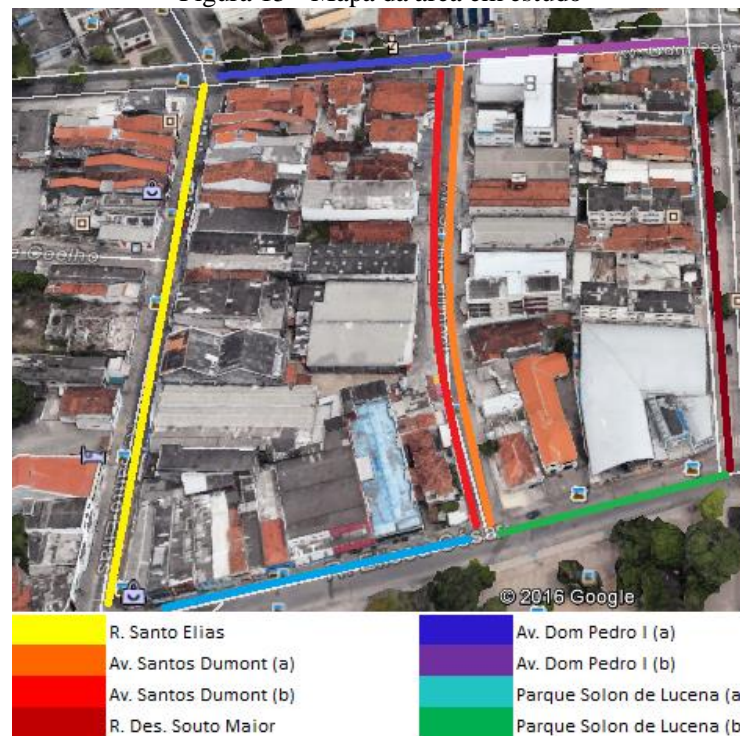 Figura 15 - Mapa da área em estudo
© 2016 Google
R. Santo Elias
Av. Dom Pedro I (a)
Av. Santos Dumont (a)
Av. Dom Pedro I (b)
Av. Santos Dumont (b)
Parque Solon de Lucena (a
R. Des. Souto Maior
Parque Solon de Lucena (b